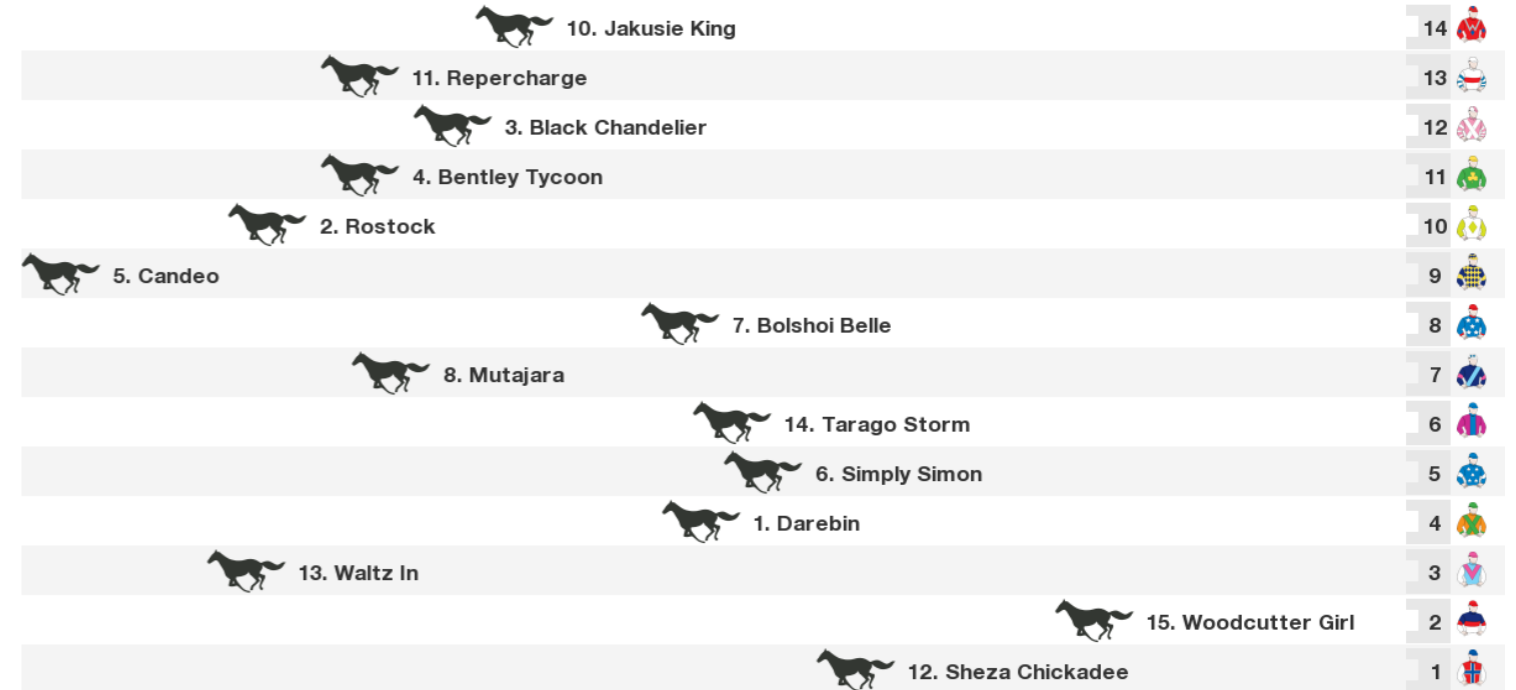 10. Jakusie King 14
11. Repercharge 13
3. Black Chandelier 12
4. Bentley Tycoon 11
2. Rostock 10
5. Candeo 9
7. Bolshoi Belle 8
8. Mutajara 7
14. Tarago Storm 6
6. Simply Simon 5
1. Darebin 4
13. Waltz In 3
15. Woodcutter Girl 2
12. Sheza Chickadee 1